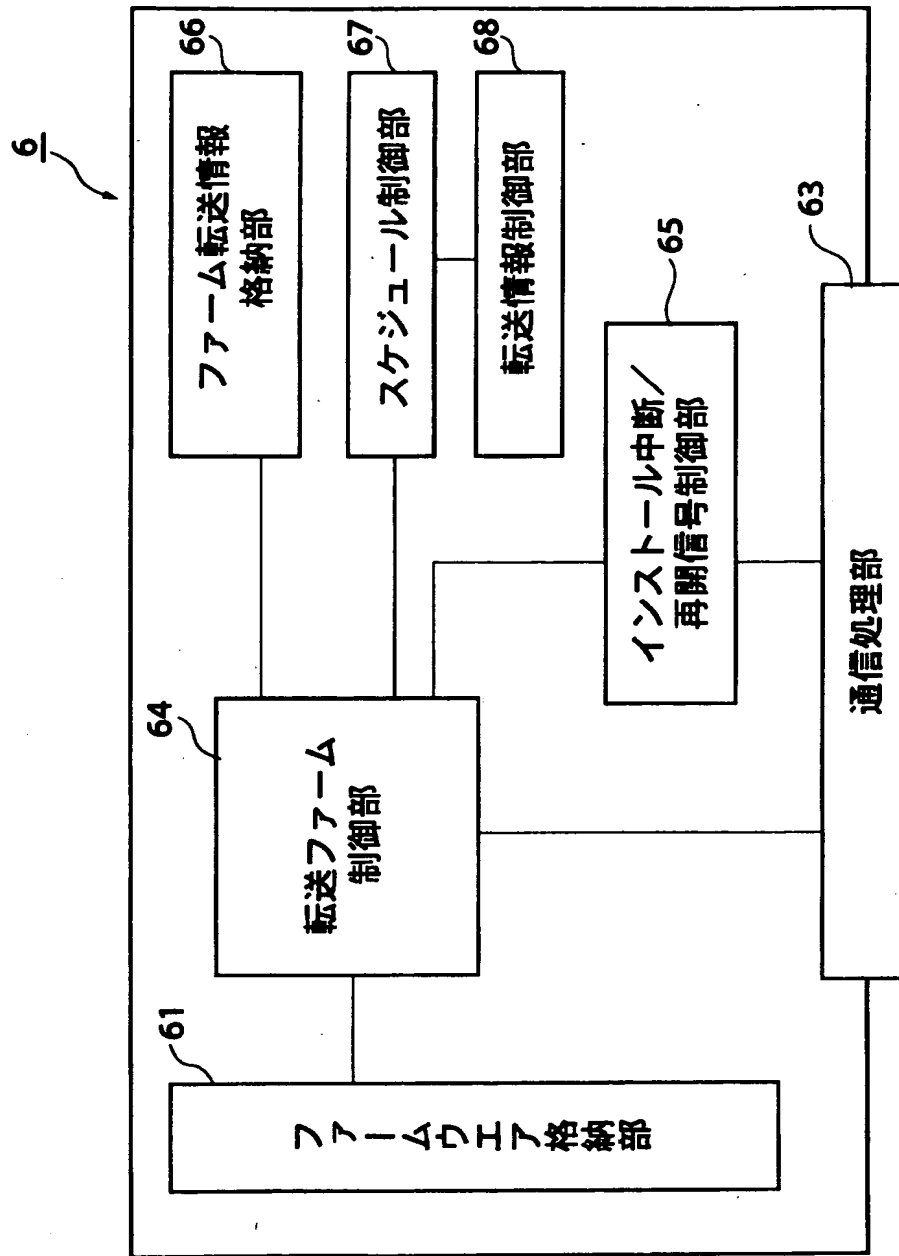 6
61
ファームウエア格納部
64
転送ファーム
制御部
66
ファーム転送情報
格納部
67
スケジュール制御部
68
転送情報制御部
65
インストール中断/
再開信号制御部
63
通信処理部